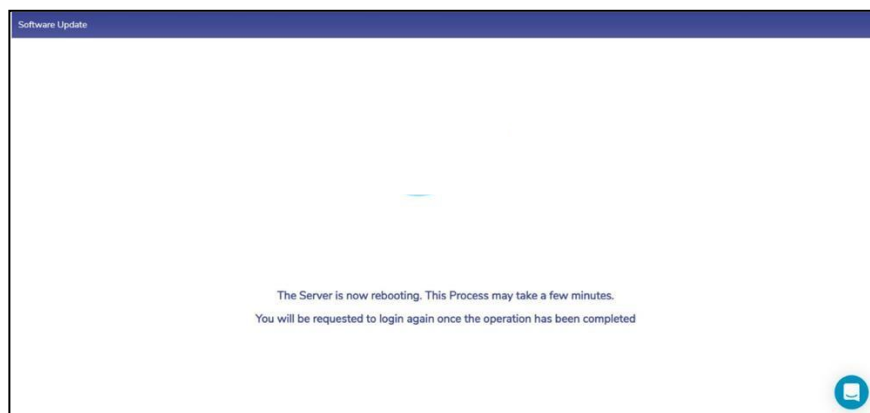 Software Update
The Server is now rebooting. This Process may take a few minutes.
You will be requested to login again once the operation has been completed